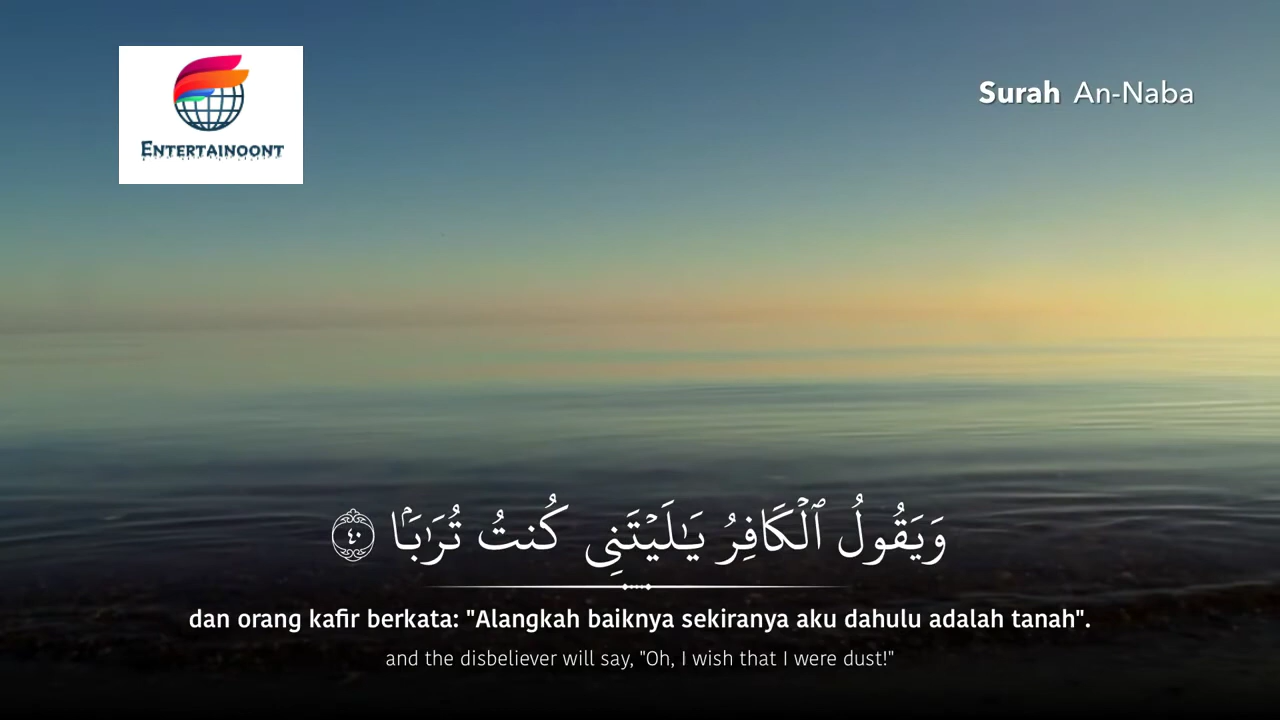 ENTERTAINOONT
Surah An-Naba
وَيَقُولُ ٱلْكَافِرُ يَـٰلَيْتَنِى كُنتُ تُرَٰبًۢا ٤٠
dan orang kafir berkata: "Alangkah baiknya sekiranya aku dahulu adalah tanah".
and the disbeliever will say, "Oh, I wish that I were dust!"